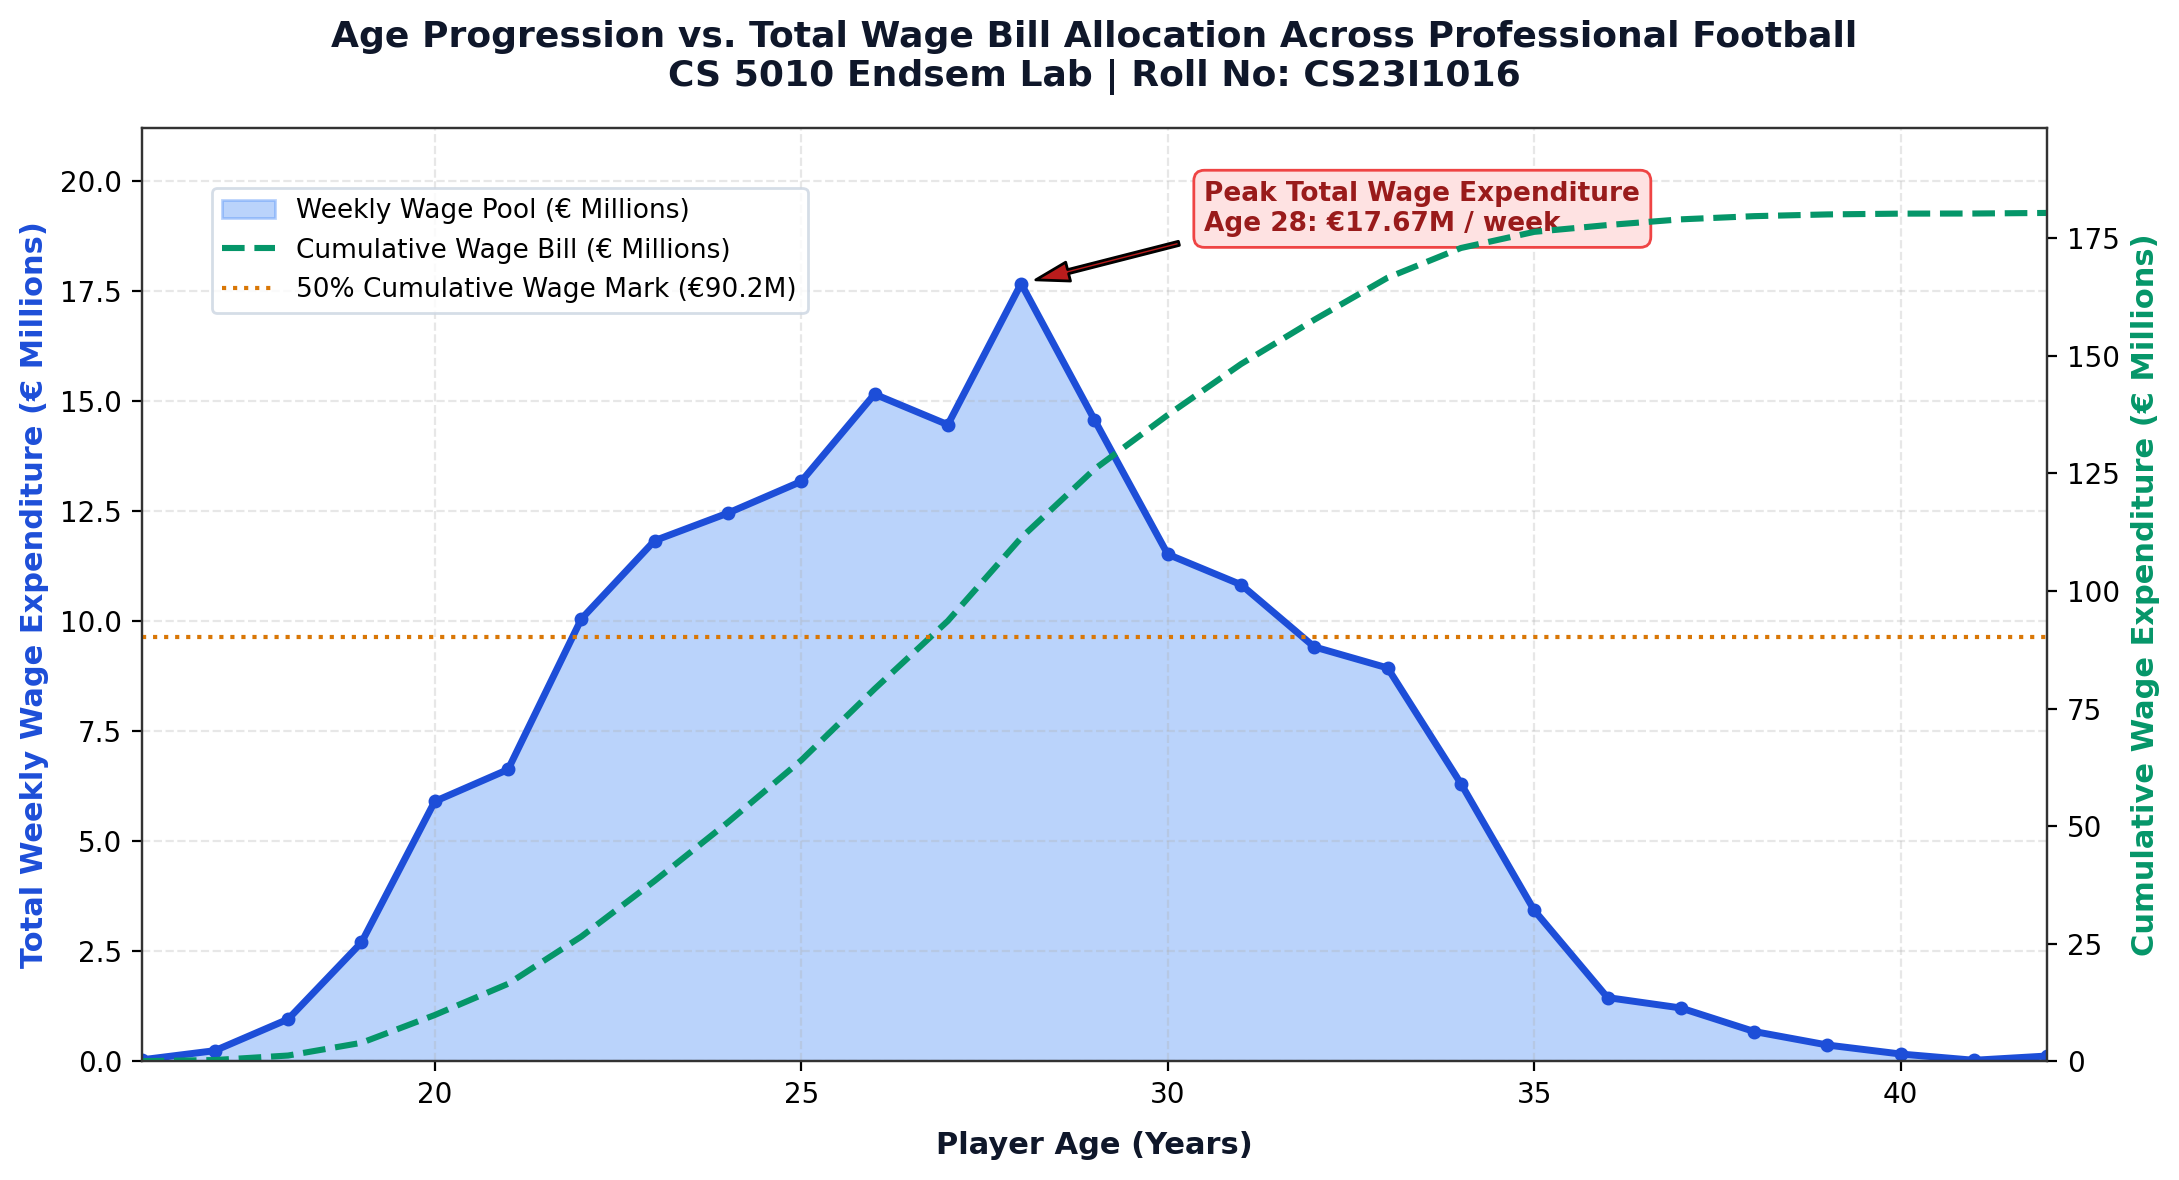 Age Progression vs. Total Wage Bill Allocation Across Professional Football
CS 5010 Endsem Lab | Roll No: CS23I1016
Total Weekly Wage Expenditure (€ Millions)
20.0
17.5
15.0
12.5
10.0
7.5
5.0
2.5
0.0
Weekly Wage Pool (€ Millions)
Cumulative Wage Bill (€ Millions)
50% Cumulative Wage Mark (€90.2M)
Peak Total Wage Expenditure
Age 28: €17.67M / week
175
150
125
100
75
50
25
0
Cumulative Wage Expenditure (€ Millions)
20
25
30
35
40
Player Age (Years)